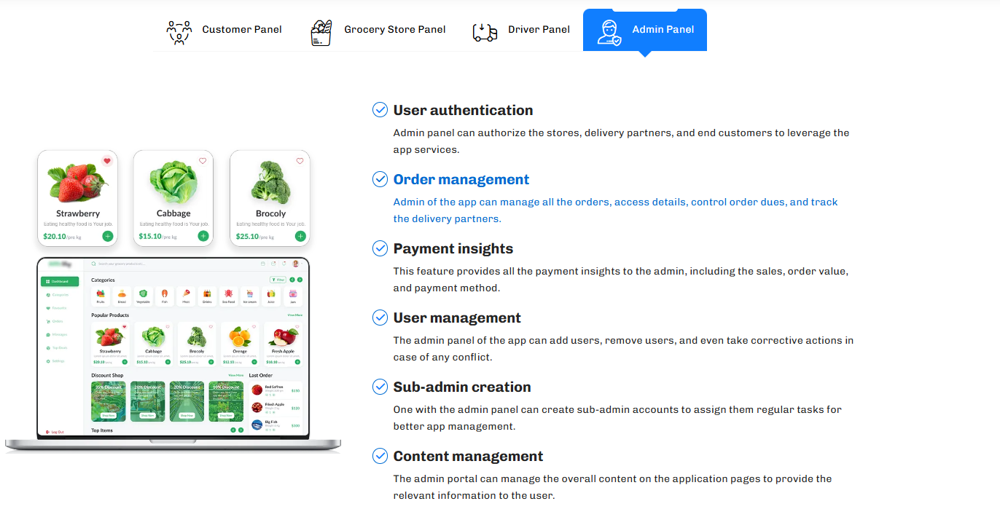 Customer Panel
Grocery Store Panel
Driver Panel
Admin Panel
User authentication
Admin panel can authorize the stores, delivery partners, and end customers to leverage the
app services.
Order management
Admin of the app can manage all the orders, access details, control order dues, and track
the delivery partners.
Payment insights
This feature provides all the payment insights to the admin, including the sales, order value,
and payment method.
User management
The admin panel of the app can add users, remove users, and even take corrective actions in
case of any conflict.
Sub-admin creation
One with the admin panel can create sub-admin accounts to assign them regular tasks for
better app management.
Content management
The admin portal can manage the overall content on the application pages to provide the
relevant information to the user.
Strawberry
Eating healthy food is Your job.
$20.10/pre kg
Cabbage
Eating healthy food is Your job.
$15.10/pre kg
Brocoly
Eating healthy food is Your job.
$25.10/pre kg
Dashboard
Categories
Favourite
Orders
Messages
Top Deals
Settings
Log Out
Categories
Filter
Fruits
Bread
Vegetable
Fish
Meat
Drinks
Sea Food
Ice cream
Juice
Jam
Popular Products
View More
Strawberry
$20.10
Cabbage
$15.10
Brocoly
$25.10
Orenge
$12.10
Fresh Apple
Discount Shop
View More
Last Order
35% Discount
20% Discount
20% Discount
Shop Now
Shop Now
Shop Now
Shop Now
Red Saffron
$150
Friesh Apple
$120
Big Fish
Top Items